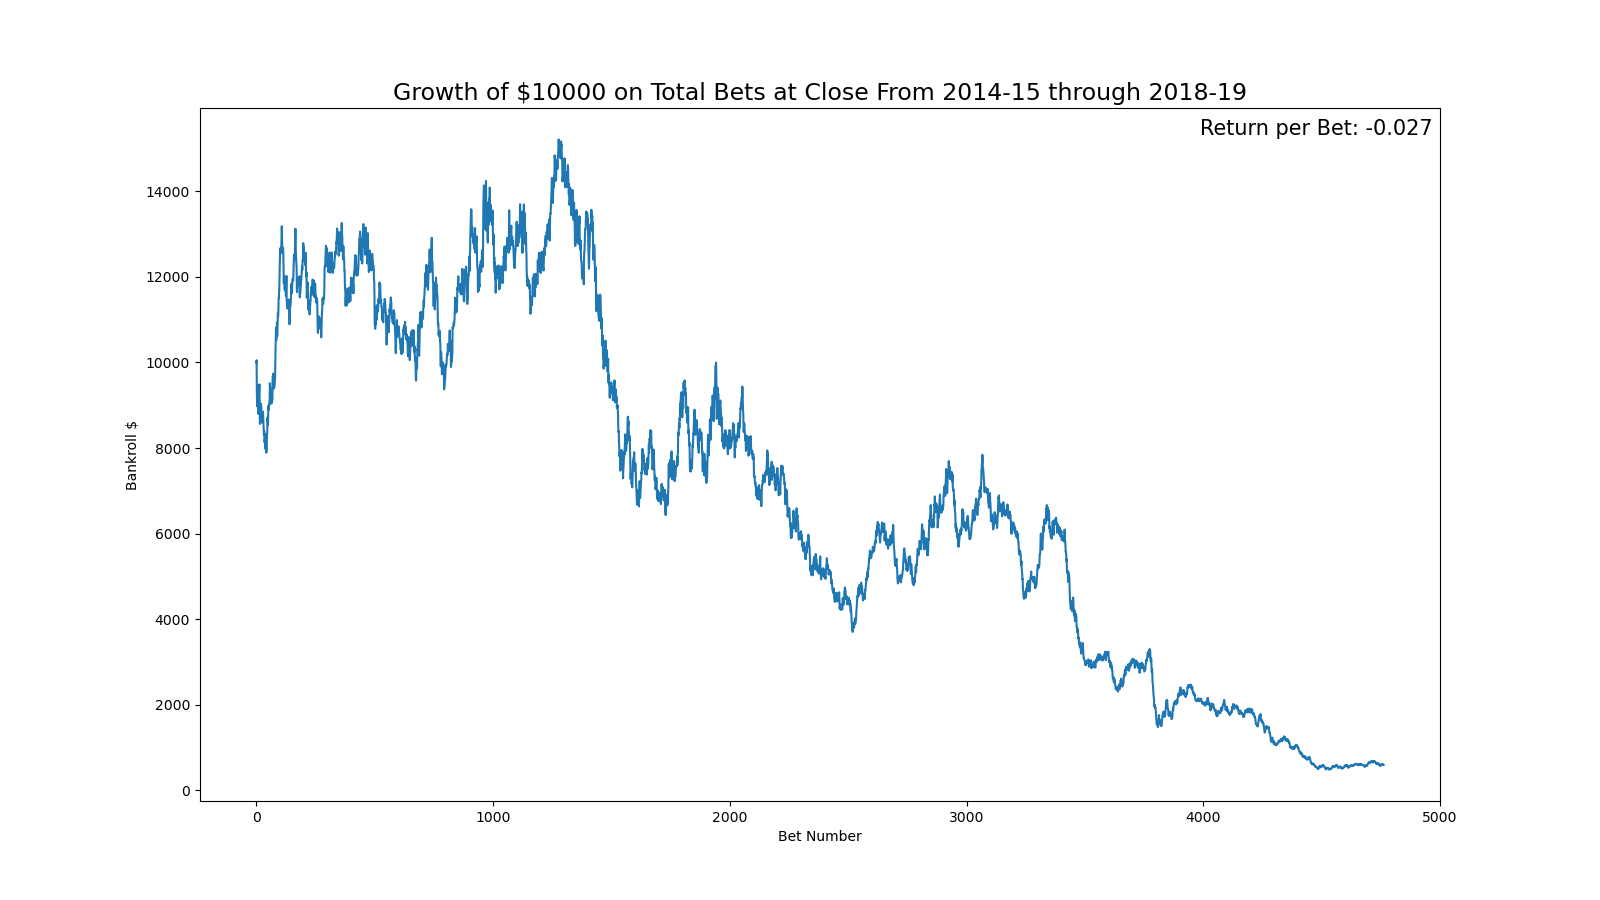 Growth of $10000 on Total Bets at Close From 2014-15 through 2018-19
Return per Bet: -0.027
14000
12000
10000
8000
6000
4000
2000
0
Bankroll $
0 1000 2000 3000 4000 5000
Bet Number